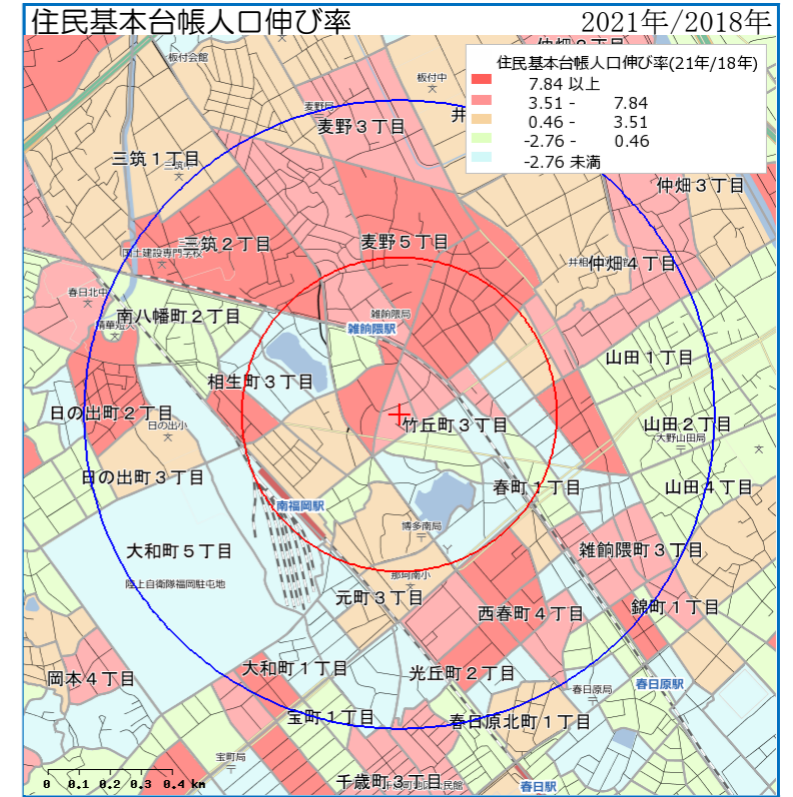 住民基本台帳人口伸び率 2021年/2018年
住民基本台帳人口伸び率(21年/18年)
7.84 以上
3.51 - 7.84
0.46 - 3.51
-2.76 - 0.46
-2.76 未満
板付会館
板付中
麦野局
麦野3丁目
井
三筑1丁目
仲畑3丁目
三筑2丁目
麦野5丁目
国土建設専門学校
仲畑4丁目
春日北中
南八幡町2丁目
精華短大
雑餉隈局
雑餉隈駅
山田1丁目
相生町3丁目
日の出町2丁目
日の出小
竹丘町3丁目
山田2丁目
大野山田局
日の出町3丁目
春町1丁目
山田4丁目
南福岡駅
博多南局
大和町5丁目
雑餉隈町3丁目
陸上自衛隊福岡駐屯地
那珂南小
元町3丁目
西春町4丁目
錦町1丁目
岡本4丁目
大和町1丁目
光丘町2丁目
春日原局
春日原駅
宝町1丁目
春日原北町1丁目
宝町局
千歳町3丁目
春日駅
0 0.1 0.2 0.3 0.4 km